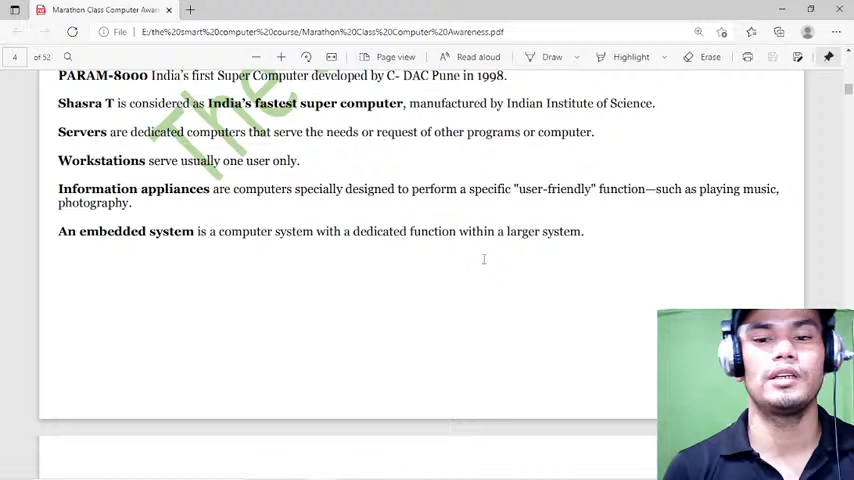 Marathon Class Computer Awar
File
E:/the%20smart%20computer%20course/Marathon%20Class%20Computer%20Awareness.pdf
4 of 52
Page view
Read aloud
Draw
Highlight
Erase
PARAM-8000 India's first Super Computer developed by C- DAC Pune in 1998.
Shasra T is considered as India's fastest super computer, manufactured by Indian Institute of Science.
Servers are dedicated computers that serve the needs or request of other programs or computer.
Workstations serve usually one user only.
Information appliances are computers specially designed to perform a specific "user-friendly" function—such as playing music,
photography.
An embedded system is a computer system with a dedicated function within a larger system.
The